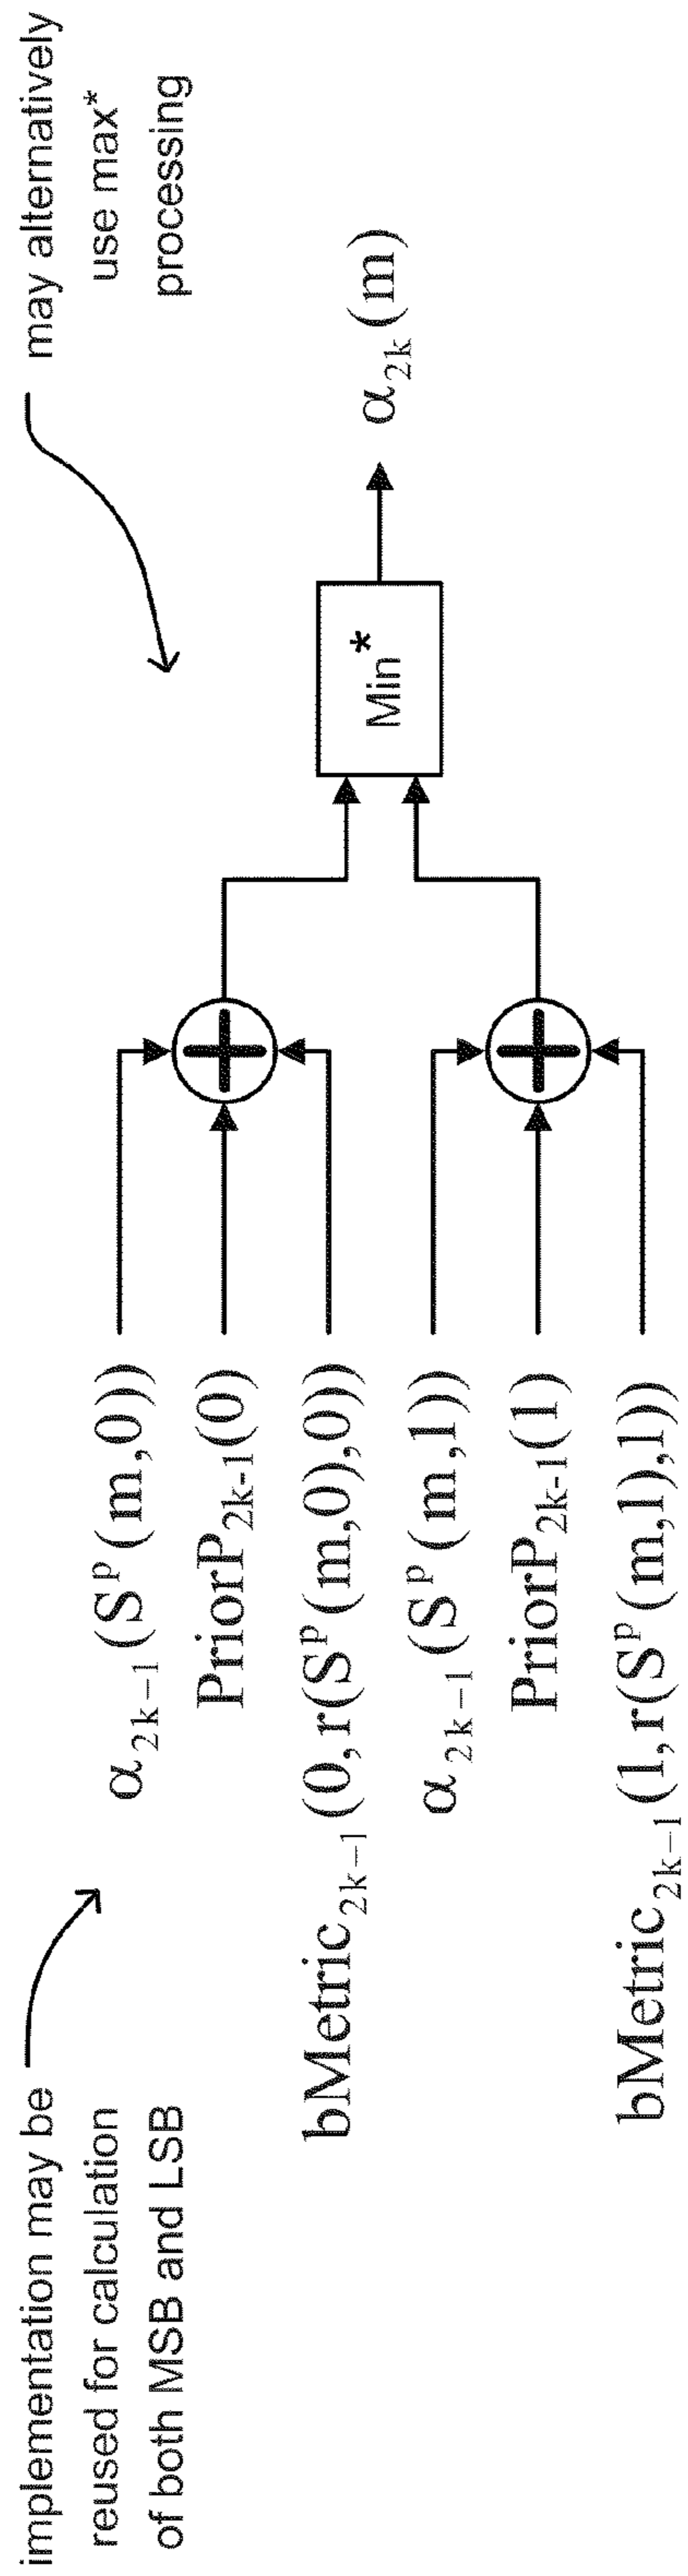 implementation may be
reused for calculation
of both MSB and LSB
may alternatively
use max*
processing
α₂ₖ₋₁(Sᵖ(m,0))
PriorP₂ₖ₋₁(0)
bMetric₂ₖ₋₁(0,r(Sᵖ(m,0),0))
α₂ₖ₋₁(Sᵖ(m,1))
PriorP₂ₖ₋₁(1)
bMetric₂ₖ₋₁(1,r(Sᵖ(m,1),1))
Min*
α₂ₖ(m)